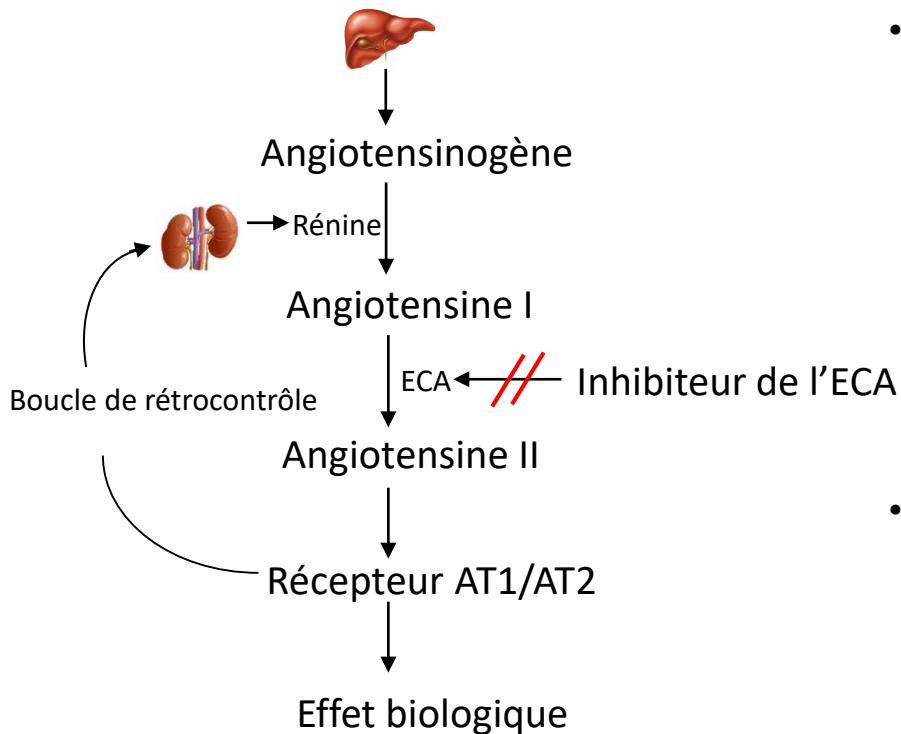 Angiotensinogène
Rénine
Angiotensine I
ECA
Inhibiteur de l’ECA
Boucle de rétrocontrôle
Angiotensine II
Récepteur AT1/AT2
Effet biologique